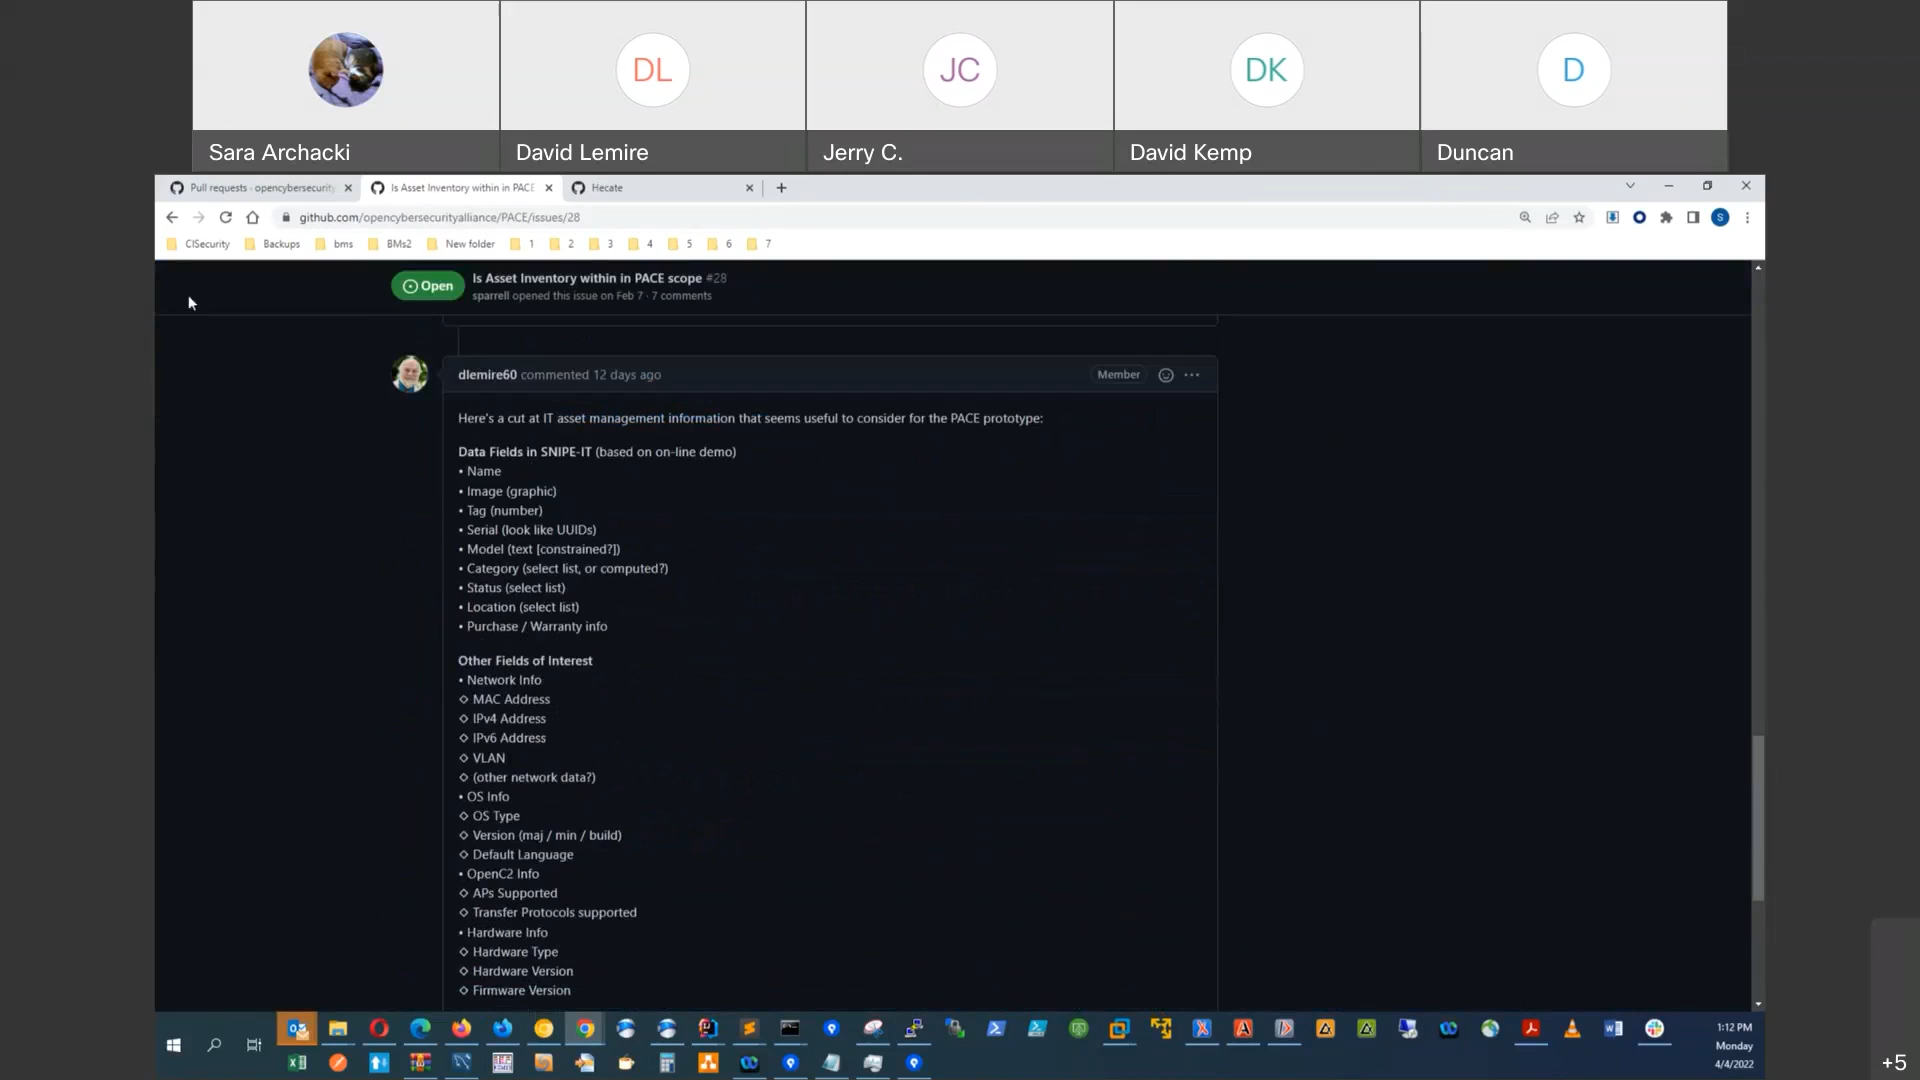 DL
JC
DK
D
Sara Archacki
David Lemire
Jerry C.
David Kemp
Duncan
Pull requests · opencybersecurity
Is Asset Inventory within in PACE
Hecate
github.com/opencybersecurityalliance/PACE/issues/28
S
CISecurity
Backups
bms
BMs2
New folder
1
2
3
4
5
6
7
Open
Is Asset Inventory within in PACE scope #28
sparrell opened this issue on Feb 7 · 7 comments
dlemire60 commented 12 days ago
Member
Here's a cut at IT asset management information that seems useful to consider for the PACE prototype:
Data Fields in SNIPE-IT (based on on-line demo)
• Name
• Image (graphic)
• Tag (number)
• Serial (look like UUIDs)
• Model (text [constrained?])
• Category (select list, or computed?)
• Status (select list)
• Location (select list)
• Purchase / Warranty info
Other Fields of Interest
• Network Info
◇ MAC Address
◇ IPv4 Address
◇ IPv6 Address
◇ VLAN
◇ (other network data?)
• OS Info
◇ OS Type
◇ Version (maj / min / build)
◇ Default Language
• OpenC2 Info
◇ APs Supported
◇ Transfer Protocols supported
• Hardware Info
◇ Hardware Type
◇ Hardware Version
◇ Firmware Version
1:12 PM
Monday
4/4/2022
+5